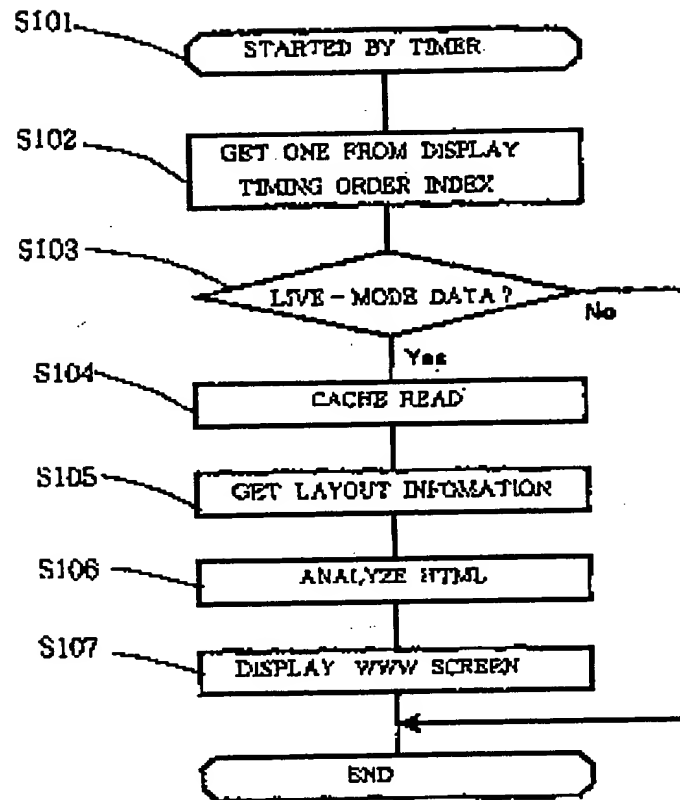 S101
STARTED BY TIMER
S102
GET ONE FROM DISPLAY
TIMING ORDER INDEX
S103
LIVE-MODE DATA?
No
Yes
S104
CACHE READ
S105
GET LAYOUT INFOMATION
S106
ANALYZE HTML
S107
DISPLAY WWW SCREEN
END